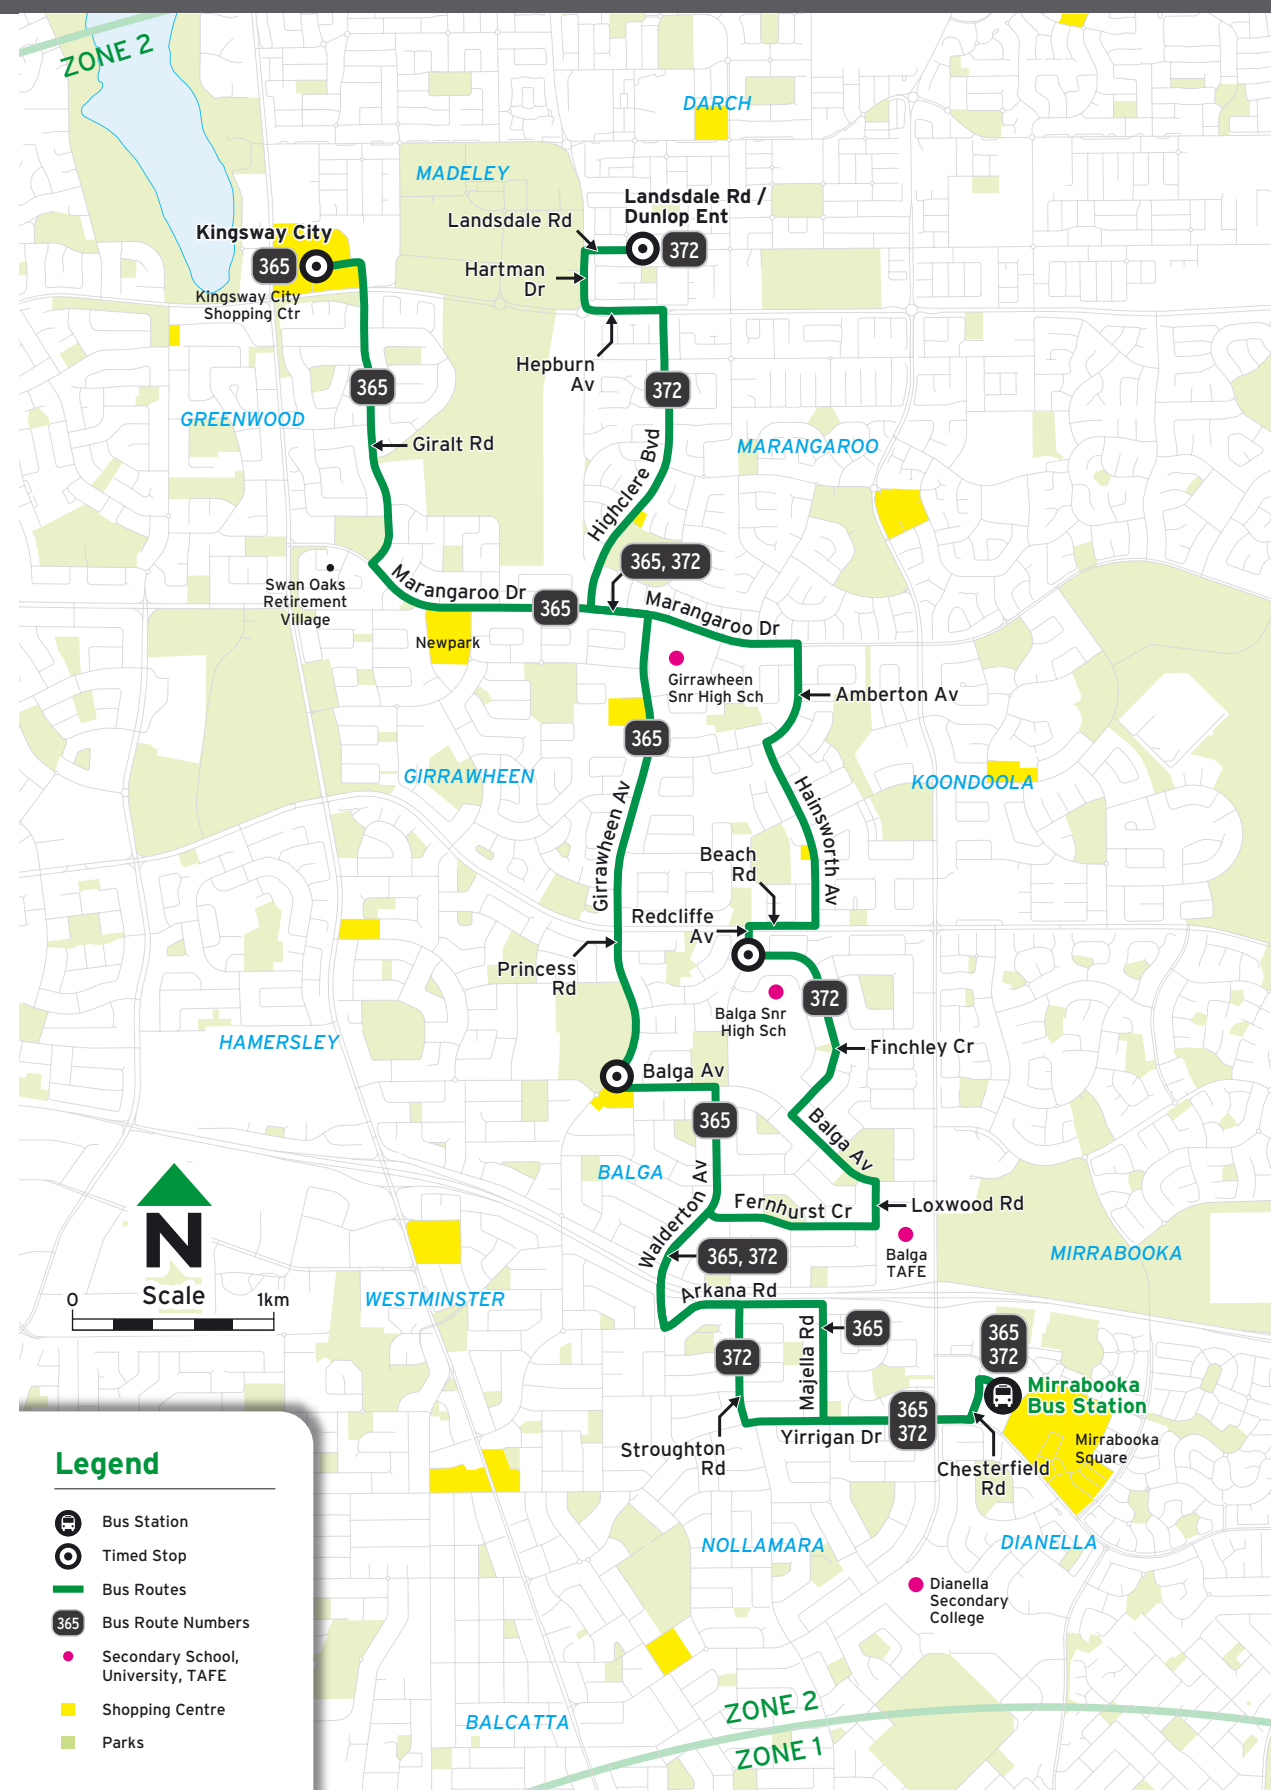 ZONE 2
DARCH
MADELEY
Landsdale Rd /
Dunlop Ent
Landsdale Rd
372
Kingsway City
365
Hartman
Dr
Kingsway City
Shopping Ctr
Hepburn
Av
365
372
GREENWOOD
Giralt Rd
MARANGAROO
Highclere Bvd
365, 372
Swan Oaks
Retirement
Village
Marangaroo Dr
365
Marangaroo Dr
Newpark
Girrawheen
Snr High Sch
Amberton Av
365
GIRRAWHEEN
KOONDOOLA
Girrawheen Av
Hainsworth Av
Beach
Rd
Redcliffe
Av
Princess
Rd
372
Balga Snr
High Sch
HAMERSLEY
Finchley Cr
Balga Av
365
Balga Av
BALGA
Walderton Av
Fernhurst Cr
Loxwood Rd
N
365, 372
Balga
TAFE
MIRRABOOKA
Scale
0
1km
WESTMINSTER
Arkana Rd
372
Majella Rd
365
365
372
Mirrabooka
Bus Station
365
372
Stroughton
Rd
Yirrigan Dr
Chesterfield
Rd
Mirrabooka
Square
Legend
Bus Station
Timed Stop
Bus Routes
365
Bus Route Numbers
Secondary School,
University, TAFE
Shopping Centre
Parks
NOLLAMARA
DIANELLA
Dianella
Secondary
College
BALCATTA
ZONE 2
ZONE 1